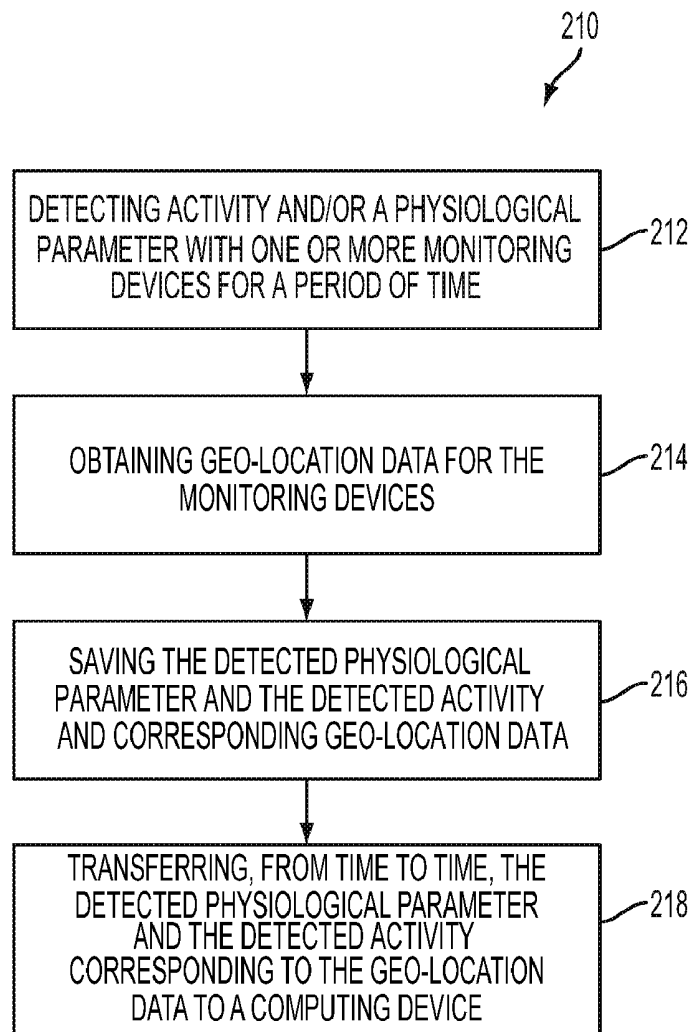 210
DETECTING ACTIVITY AND/OR A PHYSIOLOGICAL
PARAMETER WITH ONE OR MORE MONITORING
DEVICES FOR A PERIOD OF TIME
212
OBTAINING GEO-LOCATION DATA FOR THE
MONITORING DEVICES
214
SAVING THE DETECTED PHYSIOLOGICAL
PARAMETER AND THE DETECTED ACTIVITY
AND CORRESPONDING GEO-LOCATION DATA
216
TRANSFERRING, FROM TIME TO TIME, THE
DETECTED PHYSIOLOGICAL PARAMETER
AND THE DETECTED ACTIVITY
CORRESPONDING TO THE GEO-LOCATION
DATA TO A COMPUTING DEVICE
218